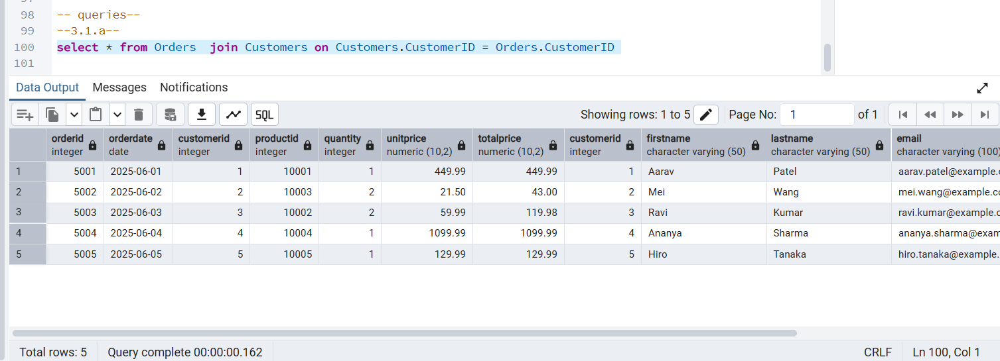 98 -- queries--
99 --3.1.a--
100 select * from Orders  join Customers on Customers.CustomerID = Orders.CustomerID
101
Data Output Messages Notifications
SQL Showing rows: 1 to 5 Page No: 1 of 1
orderid orderdate customerid productid quantity unitprice totalprice customerid firstname lastname email
integer date integer integer integer numeric (10,2) numeric (10,2) integer character varying (50) character varying (50) character varying (100)
1 5001 2025-06-01 1 10001 1 449.99 449.99 1 Aarav Patel aarav.patel@example.
2 5002 2025-06-02 2 10003 2 21.50 43.00 2 Mei Wang mei.wang@example.co
3 5003 2025-06-03 3 10002 2 59.99 119.98 3 Ravi Kumar ravi.kumar@example.c
4 5004 2025-06-04 4 10004 1 1099.99 1099.99 4 Ananya Sharma ananya.sharma@exam
5 5005 2025-06-05 5 10005 1 129.99 129.99 5 Hiro Tanaka hiro.tanaka@example.
Total rows: 5 Query complete 00:00:00.162 CRLF Ln 100, Col 1